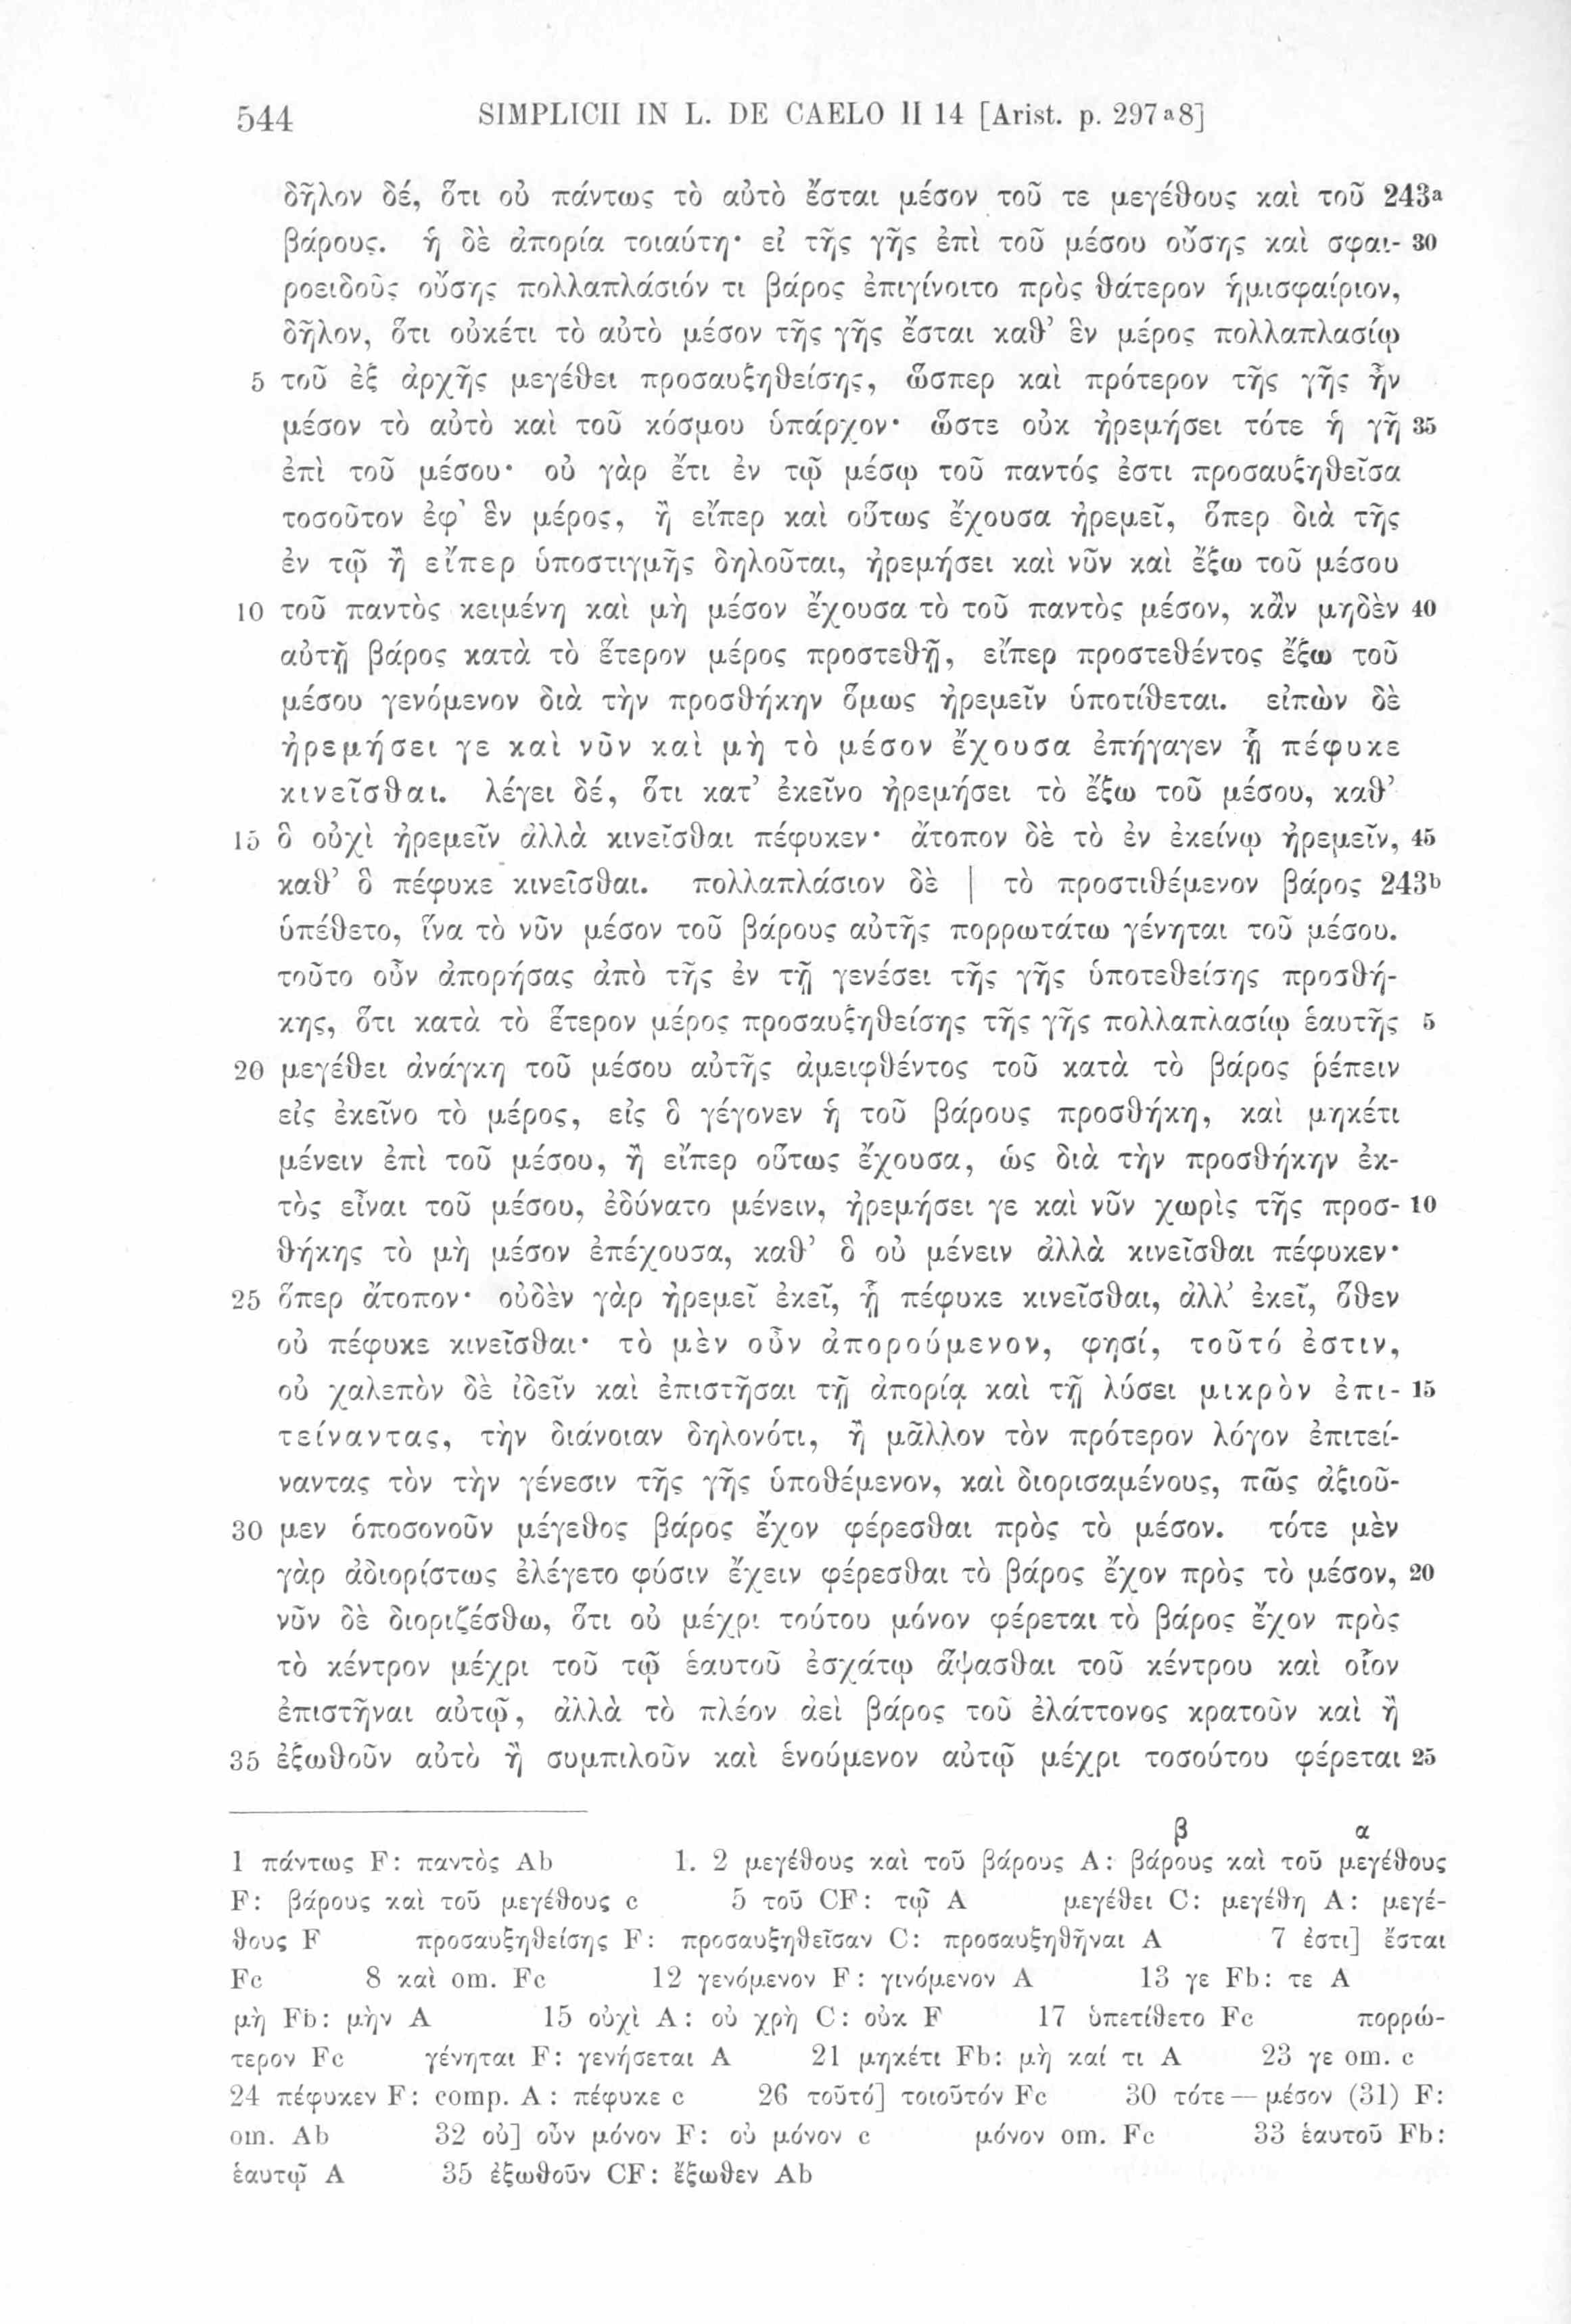 544 SIMPLICII IN L. DE CAELO II 14 [Arist. p. 297ᵃ8]
δῆλον δέ, ὅτι οὐ πάντως τὸ αὐτὸ ἔσται μέσον τοῦ τε μεγέθους καὶ τοῦ 243ᵃ
βάρους. ἡ δὲ ἀπορία τοιαύτη· εἰ τῆς γῆς ἐπὶ τοῦ μέσου οὔσης καὶ σφαι- 30
ροειδοῦς οὔσης πολλαπλάσιόν τι βάρος ἐπιγίνοιτο πρὸς θάτερον ἡμισφαίριον,
δῆλον, ὅτι οὐκέτι τὸ αὐτὸ μέσον τῆς γῆς ἔσται καθ’ ἓν μέρος πολλαπλασίῳ
5 τοῦ ἐξ ἀρχῆς μεγέθει προσαυξηθείσης, ὥσπερ καὶ πρότερον τῆς γῆς ἦν
μέσον τὸ αὐτὸ καὶ τοῦ κόσμου ὑπάρχον· ὥστε οὐκ ἠρεμήσει τότε ἡ γῆ 35
ἐπὶ τοῦ μέσου· οὐ γὰρ ἔτι ἐν τῷ μέσῳ τοῦ παντός ἐστι προσαυξηθεῖσα
τοσοῦτον ἐφ’ ἓν μέρος, ἢ εἴπερ καὶ οὕτως ἔχουσα ἠρεμεῖ, ὅπερ διὰ τῆς
ἐν τῷ ἢ εἴπερ ὑποστιγμῆς δηλοῦται, ἠρεμήσει καὶ νῦν καὶ ἔξω τοῦ μέσου
10 τοῦ παντὸς κειμένη καὶ μὴ μέσον ἔχουσα τὸ τοῦ παντὸς μέσον, κἂν μηδὲν 40
αὐτῇ βάρος κατὰ τὸ ἕτερον μέρος προστεθῇ, εἴπερ προστεθέντος ἔξω τοῦ
μέσου γενόμενον διὰ τὴν προσθήκην ὅμως ἠρεμεῖν ὑποτίθεται. εἰπὼν δὲ
ἠρεμήσει γε καὶ νῦν καὶ μὴ τὸ μέσον ἔχουσα ἐπήγαγεν ᾗ πέφυκε
κινεῖσθαι. λέγει δέ, ὅτι κατ’ ἐκεῖνο ἠρεμήσει τὸ ἔξω τοῦ μέσου, καθ’
15 ὃ οὐχὶ ἠρεμεῖν ἀλλὰ κινεῖσθαι πέφυκεν· ἄτοπον δὲ τὸ ἐν ἐκείνῳ ἠρεμεῖν, 45
καθ’ ὃ πέφυκε κινεῖσθαι. πολλαπλάσιον δὲ | τὸ προστιθέμενον βάρος 243ᵇ
ὑπέθετο, ἵνα τὸ νῦν μέσον τοῦ βάρους αὐτῆς πορρωτάτω γένηται τοῦ μέσου.
τοῦτο οὖν ἀπορήσας ἀπὸ τῆς ἐν τῇ γενέσει τῆς γῆς ὑποτεθείσης προσθή-
κης, ὅτι κατὰ τὸ ἕτερον μέρος προσαυξηθείσης τῆς γῆς πολλαπλασίῳ ἑαυτῆς 5
20 μεγέθει ἀνάγκη τοῦ μέσου αὐτῆς ἀμειφθέντος τοῦ κατὰ τὸ βάρος ῥέπειν
εἰς ἐκεῖνο τὸ μέρος, εἰς ὃ γέγονεν ἡ τοῦ βάρους προσθήκη, καὶ μηκέτι
μένειν ἐπὶ τοῦ μέσου, ἢ εἴπερ οὕτως ἔχουσα, ὡς διὰ τὴν προσθήκην ἐκ-
τὸς εἶναι τοῦ μέσου, ἐδύνατο μένειν, ἠρεμήσει γε καὶ νῦν χωρὶς τῆς προσ- 10
θήκης τὸ μὴ μέσον ἐπέχουσα, καθ’ ὃ οὐ μένειν ἀλλὰ κινεῖσθαι πέφυκεν·
25 ὅπερ ἄτοπον· οὐδὲν γὰρ ἠρεμεῖ ἐκεῖ, ᾗ πέφυκε κινεῖσθαι, ἀλλ’ ἐκεῖ, ὅθεν
οὐ πέφυκε κινεῖσθαι· τὸ μὲν οὖν ἀπορούμενον, φησί, τοῦτό ἐστιν,
οὐ χαλεπὸν δὲ ἰδεῖν καὶ ἐπιστῆσαι τῇ ἀπορίᾳ καὶ τῇ λύσει μικρὸν ἐπι- 15
τείναντας, τὴν διάνοιαν δηλονότι, ἢ μᾶλλον τὸν πρότερον λόγον ἐπιτεί-
ναντας τὸν τὴν γένεσιν τῆς γῆς ὑποθέμενον, καὶ διορισαμένους, πῶς ἀξιοῦ-
30 μεν ὁποσονοῦν μέγεθος βάρος ἔχον φέρεσθαι πρὸς τὸ μέσον. τότε μὲν
γὰρ ἀδιορίστως ἐλέγετο φύσιν ἔχειν φέρεσθαι τὸ βάρος ἔχον πρὸς τὸ μέσον, 20
νῦν δὲ διοριζέσθω, ὅτι οὐ μέχρι τούτου μόνον φέρεται τὸ βάρος ἔχον πρὸς
τὸ κέντρον μέχρι τοῦ τῷ ἑαυτοῦ ἐσχάτῳ ἅψασθαι τοῦ κέντρου καὶ οἷον
ἐπιστῆναι αὐτῷ, ἀλλὰ τὸ πλέον ἀεὶ βάρος τοῦ ἐλάττονος κρατοῦν καὶ ἢ
35 ἐξωθοῦν αὐτὸ ἢ συμπιλοῦν καὶ ἑνούμενον αὐτῷ μέχρι τοσούτου φέρεται 25
β α
1 πάντως F: παντὸς Ab 1. 2 μεγέθους καὶ τοῦ βάρους A: βάρους καὶ τοῦ μεγέθους
F: βάρους καὶ τοῦ μεγέθους c 5 τοῦ CF: τῷ A μεγέθει C: μεγέθη A: μεγέ-
θους F προσαυξηθείσης F: προσαυξηθεῖσαν C: προσαυξηθῆναι A 7 ἐστι] ἔσται
Fc 8 καὶ om. Fc 12 γενόμενον F: γινόμενον A 13 γε Fb: τε A
μὴ Fb: μὴν A 15 οὐχὶ A: οὐ χρὴ C: οὐκ F 17 ὑπετίθετο Fc πορρώ-
τερον Fc γένηται F: γενήσεται A 21 μηκέτι Fb: μὴ καί τι A 23 γε om. c
24 πέφυκεν F: comp. A: πέφυκε c 26 τοῦτό] τοιοῦτόν Fc 30 τότε — μέσον (31) F:
om. Ab 32 οὐ] οὖν μόνον F: οὐ μόνον c μόνον om. Fc 33 ἑαυτοῦ Fb:
ἑαυτῷ A 35 ἐξωθοῦν CF: ἔξωθεν Ab